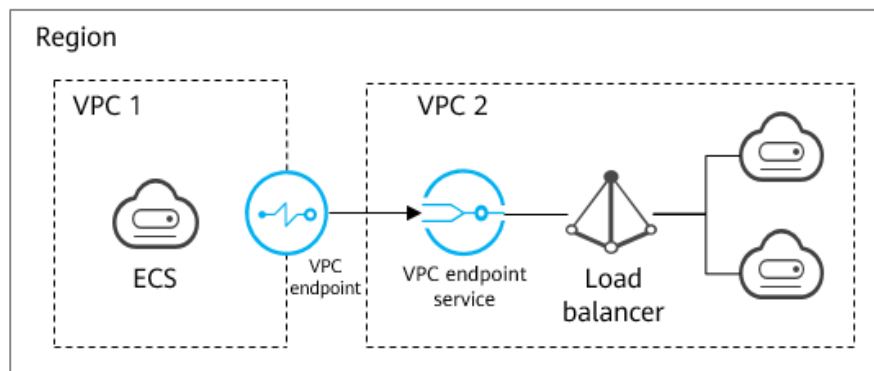 Region
VPC 1
VPC 2
ECS
VPC
endpoint
VPC endpoint
service
Load
balancer